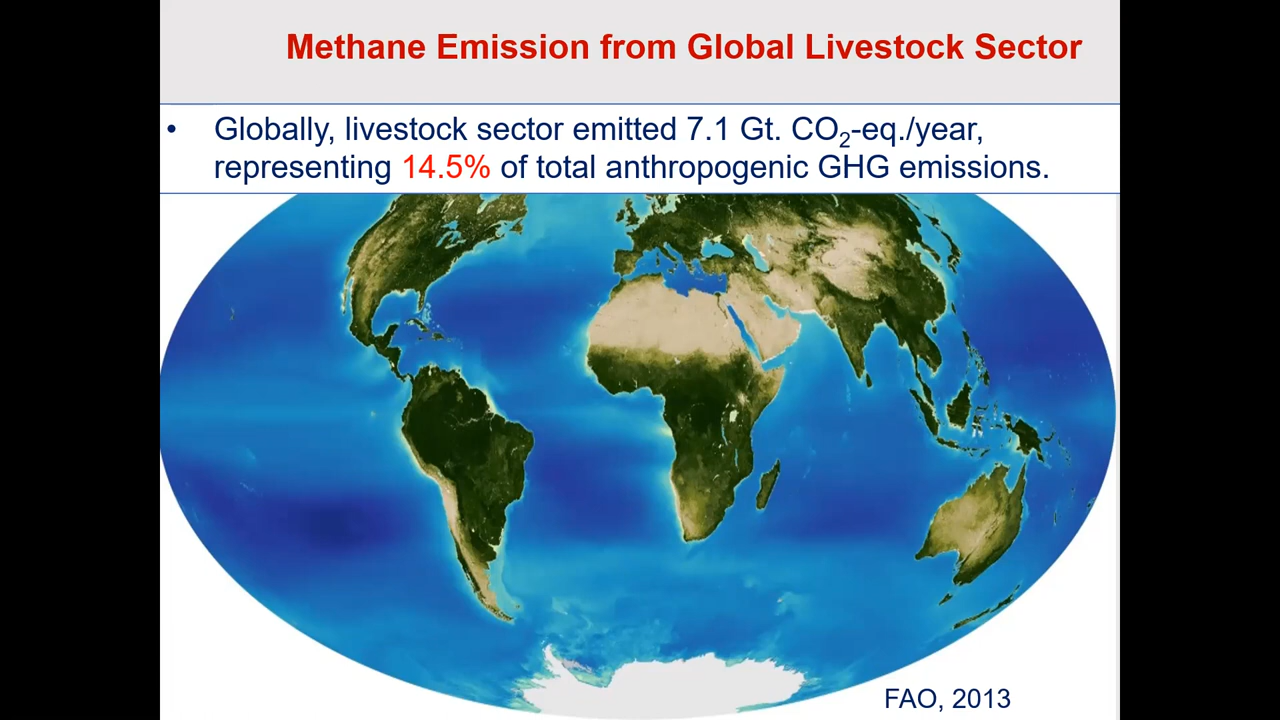 Methane Emission from Global Livestock Sector
• Globally, livestock sector emitted 7.1 Gt. CO₂-eq./year,
representing 14.5% of total anthropogenic GHG emissions.
FAO, 2013